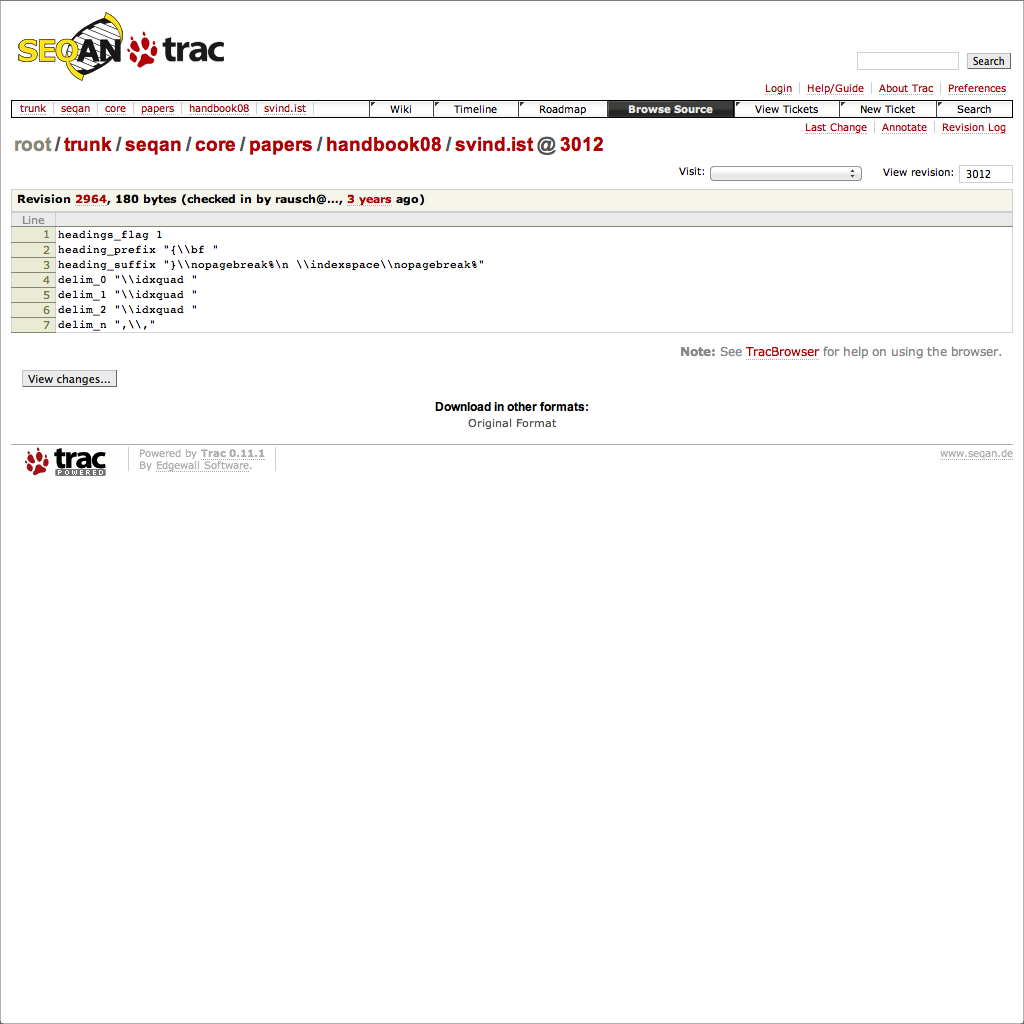 SEQAN trac
Search
Login Help/Guide About Trac Preferences
trunk seqan core papers handbook08 svind.ist Wiki Timeline Roadmap Browse Source View Tickets New Ticket Search
Last Change Annotate Revision Log
root / trunk / seqan / core / papers / handbook08 / svind.ist @ 3012
Visit: View revision: 3012
Revision 2964, 180 bytes (checked in by rausch@…, 3 years ago)
Line
1 headings_flag 1
2 heading_prefix "{\\bf "
3 heading_suffix "}\\nopagebreak%\n \\indexspace\\nopagebreak%"
4 delim_0 "\\idxquad "
5 delim_1 "\\idxquad "
6 delim_2 "\\idxquad "
7 delim_n ",\\,"
Note: See TracBrowser for help on using the browser.
View changes...
Download in other formats:
Original Format
trac POWERED
Powered by Trac 0.11.1
By Edgewall Software.
www.seqan.de